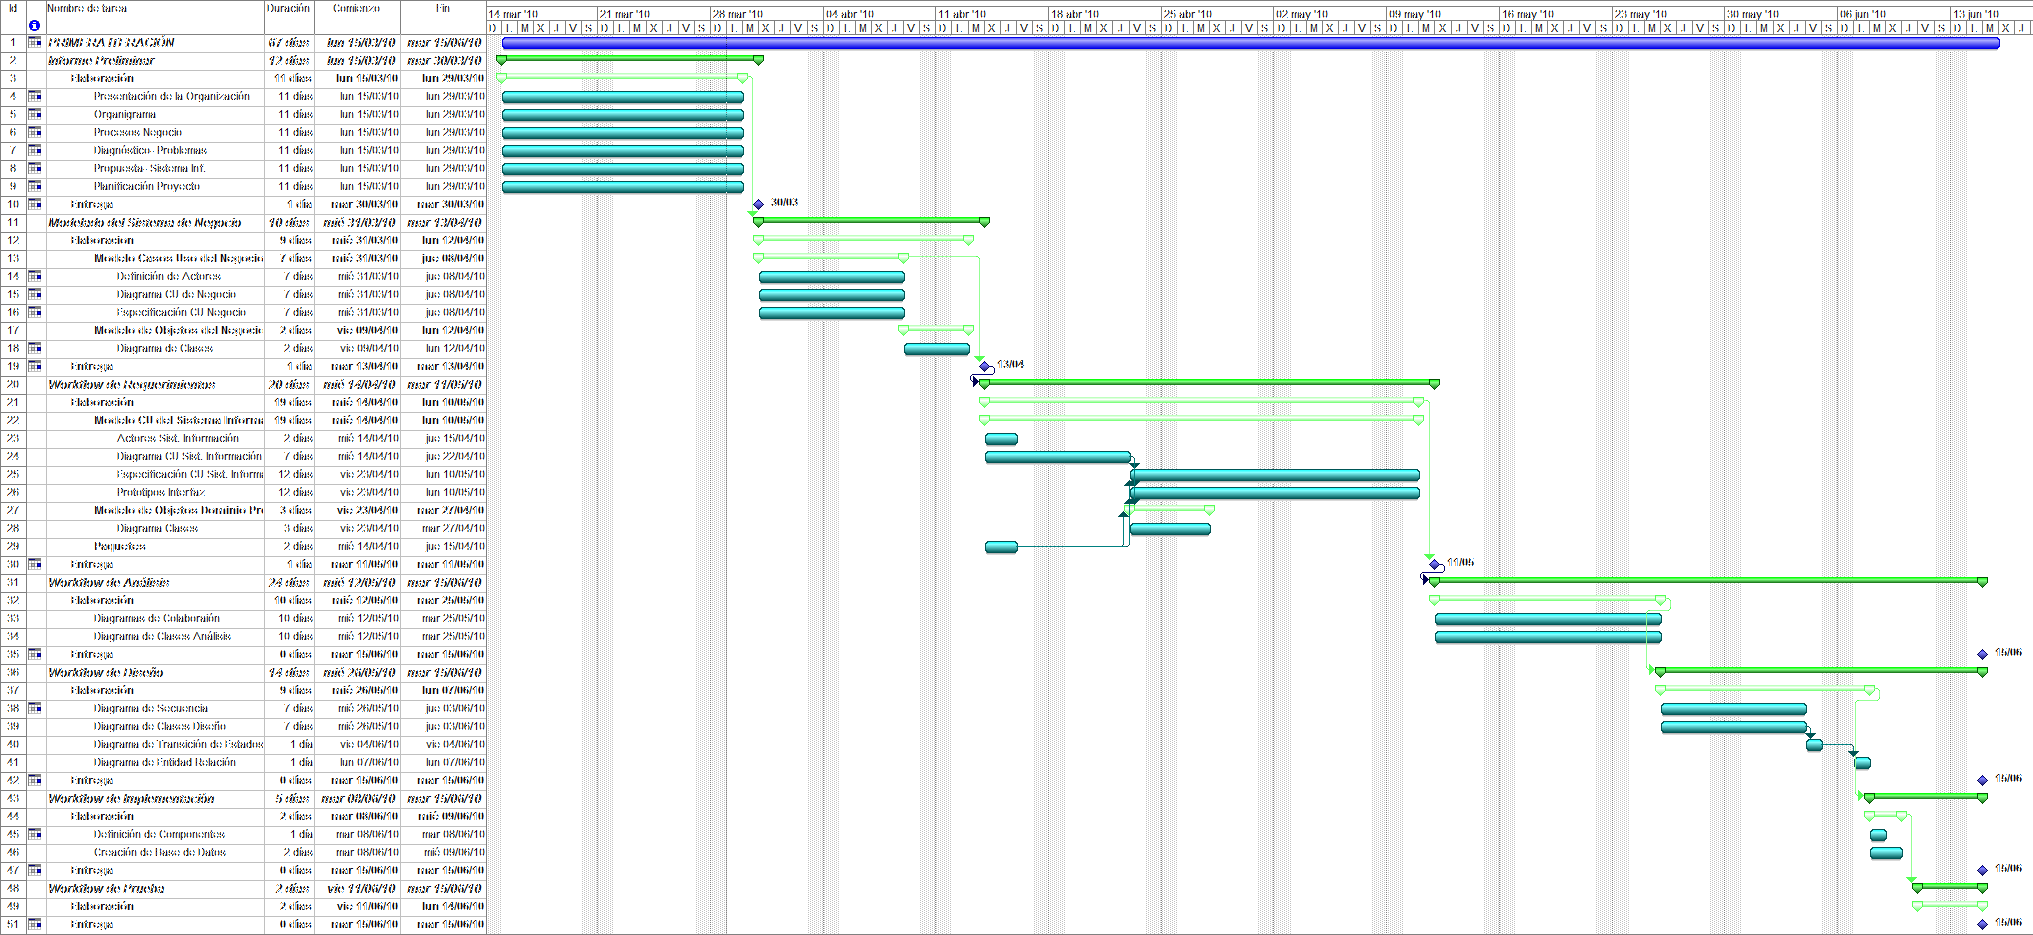 Id Nombre de tarea Duración Comienzo Fin
14 mar '10 21 mar '10 28 mar '10 04 abr '10 11 abr '10 18 abr '10 25 abr '10 02 may '10 09 may '10 16 may '10 23 may '10 30 may '10 06 jun '10 13 jun '10
D L M X J V S D L M X J V S D L M X J V S D L M X J V S D L M X J V S D L M X J V S D L M X J V S D L M X J V S D L M X J V S D L M X J V S D L M X J V S D L M X J V S D L M X J V S D L M X J
1 PRIMERA ITERACIÓN 67 días lun 15/03/10 mar 15/06/10
2 Informe Preliminar 12 días lun 15/03/10 mar 30/03/10
3 Elaboración 11 días lun 15/03/10 lun 29/03/10
4 Presentación de la Organización 11 días lun 15/03/10 lun 29/03/10
5 Organigrama 11 días lun 15/03/10 lun 29/03/10
6 Procesos Negocio 11 días lun 15/03/10 lun 29/03/10
7 Diagnóstico- Problemas 11 días lun 15/03/10 lun 29/03/10
8 Propuesta- Sistema Inf. 11 días lun 15/03/10 lun 29/03/10
9 Planificación Proyecto 11 días lun 15/03/10 lun 29/03/10
10 Entrega 1 día mar 30/03/10 mar 30/03/10 30/03
11 Modelado del Sistema de Negocio 10 días mié 31/03/10 mar 13/04/10
12 Elaboración 9 días mié 31/03/10 lun 12/04/10
13 Modelo Casos Uso del Negocio 7 días mié 31/03/10 jue 08/04/10
14 Definición de Actores 7 días mié 31/03/10 jue 08/04/10
15 Diagrama CU de Negocio 7 días mié 31/03/10 jue 08/04/10
16 Especificación CU Negocio 7 días mié 31/03/10 jue 08/04/10
17 Modelo de Objetos del Negocio 2 días vie 09/04/10 lun 12/04/10
18 Diagrama de Clases 2 días vie 09/04/10 lun 12/04/10
19 Entrega 1 día mar 13/04/10 mar 13/04/10 13/04
20 Workflow de Requerimientos 20 días mié 14/04/10 mar 11/05/10
21 Elaboración 19 días mié 14/04/10 lun 10/05/10
22 Modelo CU del Sistema Informa 19 días mié 14/04/10 lun 10/05/10
23 Actores Sist. Información 2 días mié 14/04/10 jue 15/04/10
24 Diagrama CU Sist. Información 7 días mié 14/04/10 jue 22/04/10
25 Especificación CU Sist. Inform 12 días vie 23/04/10 lun 10/05/10
26 Prototipos Interfaz 12 días vie 23/04/10 lun 10/05/10
27 Modelo de Objetos Dominio Pr 3 días vie 23/04/10 mar 27/04/10
28 Diagrama Clases 3 días vie 23/04/10 mar 27/04/10
29 Paquetes 2 días mié 14/04/10 jue 15/04/10
30 Entrega 1 día mar 11/05/10 mar 11/05/10 11/05
31 Workflow de Análisis 24 días mié 12/05/10 mar 15/06/10
32 Elaboración 10 días mié 12/05/10 mar 25/05/10
33 Diagramas de Colaboraión 10 días mié 12/05/10 mar 25/05/10
34 Diagrama de Clases Análisis 10 días mié 12/05/10 mar 25/05/10
35 Entrega 0 días mar 15/06/10 mar 15/06/10 15/06
36 Workflow de Diseño 14 días mié 26/05/10 mar 15/06/10
37 Elaboración 9 días mié 26/05/10 lun 07/06/10
38 Diagrama de Secuencia 7 días mié 26/05/10 jue 03/06/10
39 Diagrama de Clases Diseño 7 días mié 26/05/10 jue 03/06/10
40 Diagrama de Transición de Estados 1 día vie 04/06/10 vie 04/06/10
41 Diagrama de Entidad Relación 1 día lun 07/06/10 lun 07/06/10
42 Entrega 0 días mar 15/06/10 mar 15/06/10 15/06
43 Workflow de Implementación 5 días mar 08/06/10 mar 15/06/10
44 Elaboración 2 días mar 08/06/10 mié 09/06/10
45 Definición de Componentes 1 día mar 08/06/10 mar 08/06/10
46 Creación de Base de Datos 2 días mar 08/06/10 mié 09/06/10
47 Entrega 0 días mar 15/06/10 mar 15/06/10 15/06
48 Workflow de Prueba 2 días vie 11/06/10 mar 15/06/10
49 Elaboración 2 días vie 11/06/10 lun 14/06/10
51 Entrega 0 días mar 15/06/10 mar 15/06/10 15/06